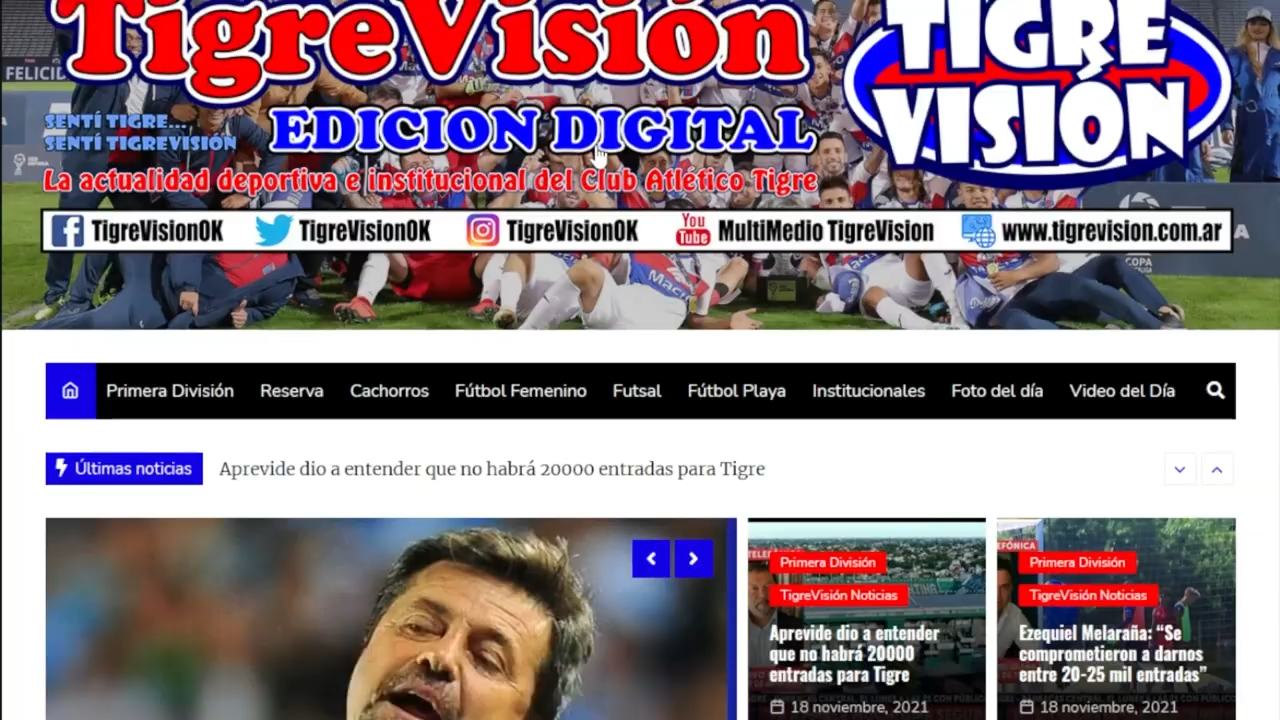 TigreVisión
TIGRE
VISIÓN
FELICID
SENTÍ TIGRE...
SENTÍ TIGREVISIÓN
EDICION DIGITAL
La actualidad deportiva e institucional del Club Atlético Tigre
TigreVisionOK
TigreVisionOK
TigreVisionOK
You
Tube
MultiMedio TigreVision
www.tigrevision.com.ar
COPA
Primera División
Reserva
Cachorros
Fútbol Femenino
Futsal
Fútbol Playa
Institucionales
Foto del día
Video del Día
Últimas noticias
Aprevide dio a entender que no habrá 20000 entradas para Tigre
Primera División
TigreVisión Noticias
Aprevide dio a entender
que no habrá 20000
entradas para Tigre
18 noviembre, 2021
EFÓNICA
Primera División
TigreVisión Noticias
Ezequiel Melaraña: “Se
comprometieron a darnos
entre 20-25 mil entradas”
18 noviembre, 2021